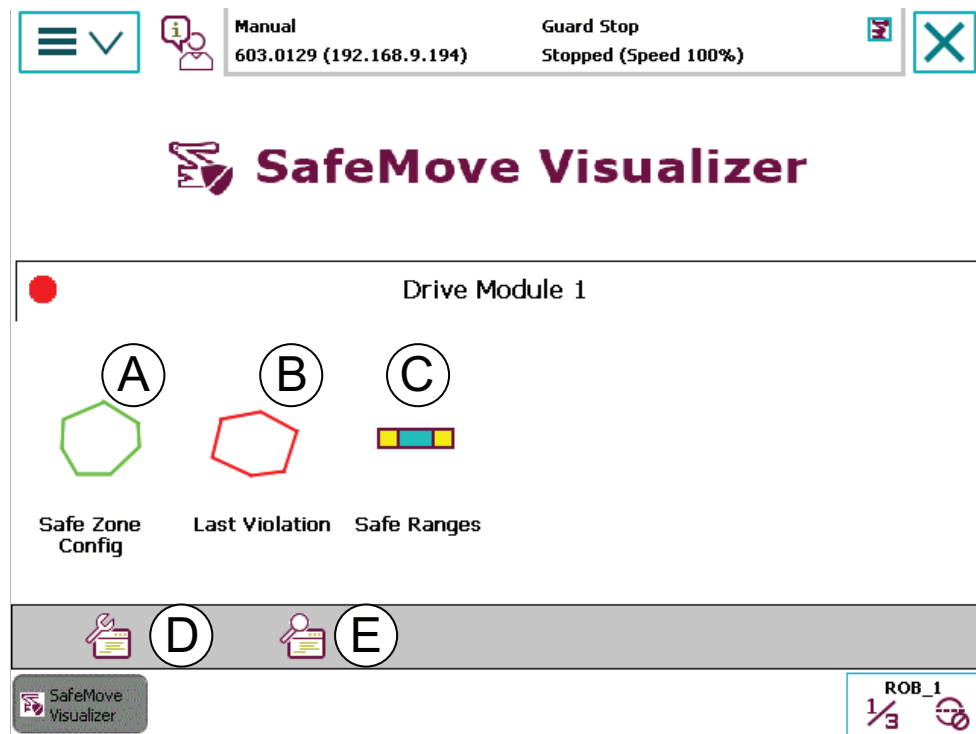 Manual
Guard Stop
603.0129 (192.168.9.194)
Stopped (Speed 100%)
SafeMove Visualizer
Drive Module 1
A
B
C
Safe Zone
Config
Last Violation
Safe Ranges
D
E
SafeMove
Visualizer
ROB_1
1/3